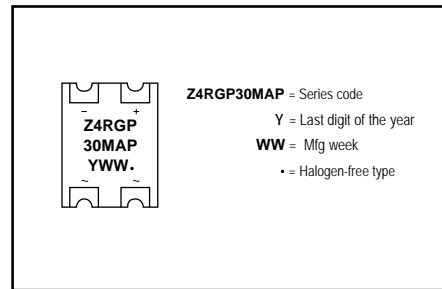 − +
Z4RGP
30MAP
YWW•
~ ~
Z4RGP30MAP = Series code
Y = Last digit of the year
WW = Mfg week
• = Halogen-free type